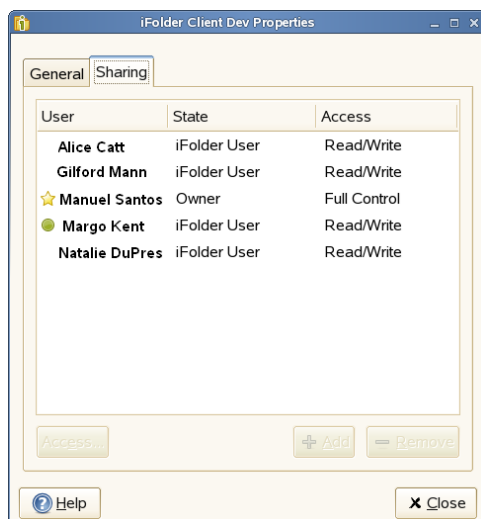 iFolder Client Dev Properties
General Sharing
User State Access
Alice Catt iFolder User Read/Write
Gilford Mann iFolder User Read/Write
Manuel Santos Owner Full Control
Margo Kent iFolder User Read/Write
Natalie DuPres iFolder User Read/Write
Access... Add Remove
Help Close